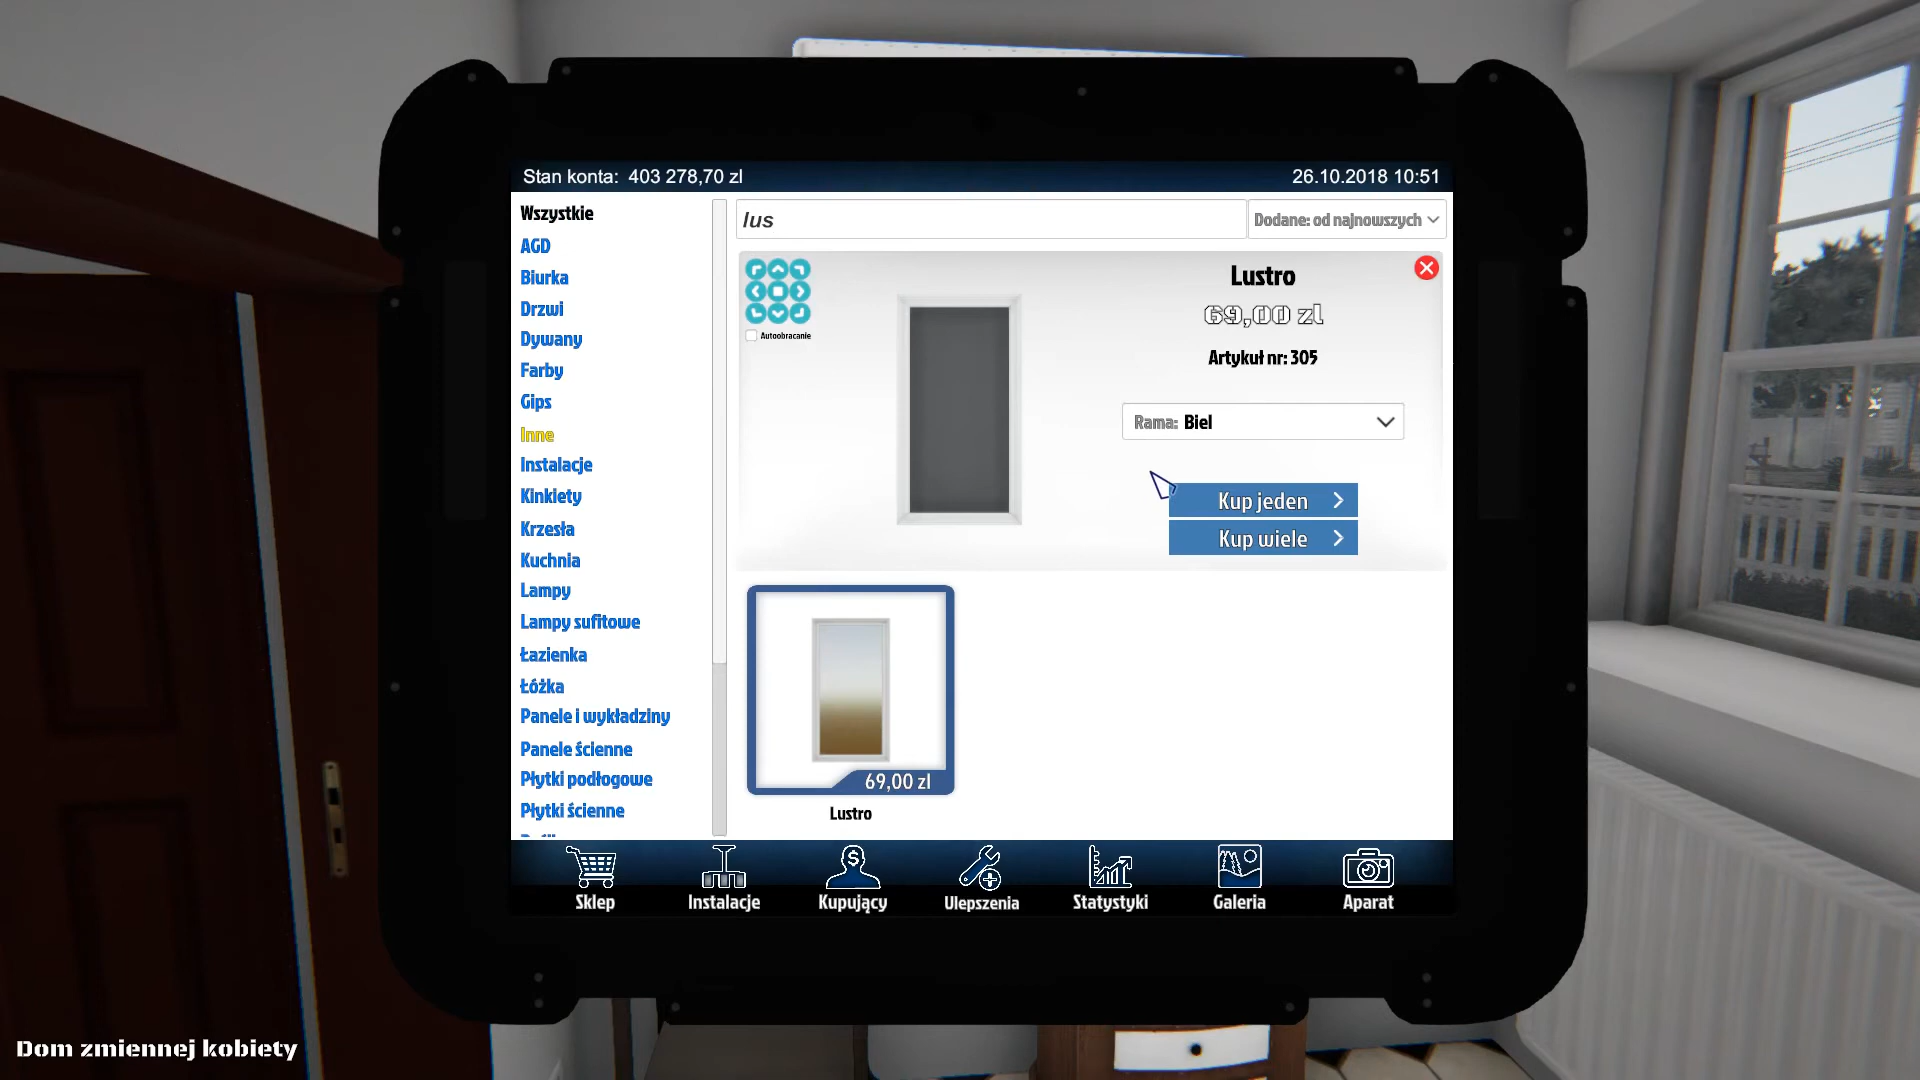 Stan konta: 403 278,70 zl
26.10.2018 10:51
Wszystkie
AGD
Biurka
Drzwi
Dywany
Farby
Gips
Inne
Instalacje
Kinkiety
Krzesła
Kuchnia
Lampy
Lampy sufitowe
Łazienka
Łóżka
Panele i wykładziny
Panele ścienne
Płytki podłogowe
Płytki ścienne
lus
Dodane: od najnowszych
Autoobracanie
Lustro
69,00 zl
Artykuł nr: 305
Rama: Biel
Kup jeden
Kup wiele
69,00 zl
Lustro
Sklep
Instalacje
Kupujący
Ulepszenia
Statystyki
Galeria
Aparat
Dom zmiennej kobiety